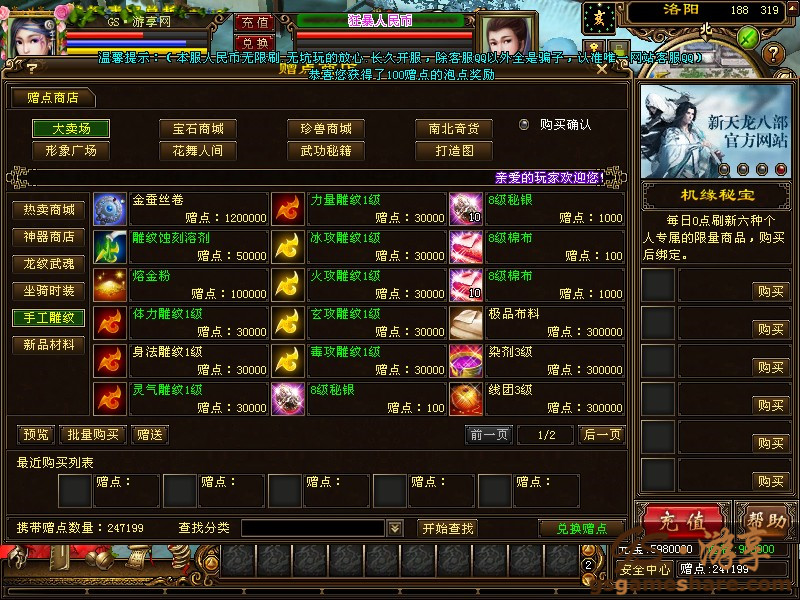 GS·游享网
充值
兑换
狂暴人民币
亥
洛阳
188 319
北
温馨提示：（本服人民币无限刷-无坑玩的放心-长久开服，除客服QQ以外全是骗子，认准唯一网站客服QQ）
恭喜您获得了100赠点的泡点奖励
赠点商店
大卖场
宝石商城
珍兽商城
南北奇货
购买确认
形象广场
花舞人间
武功秘籍
打造图
亲爱的玩家欢迎您!
热卖商城
神器商店
龙纹武魂
坐骑时装
手工雕纹
新品材料
金蚕丝卷
赠点：1200000
力量雕纹1级
赠点：30000
10
8级秘银
赠点：1000
雕纹蚀刻溶剂
赠点：50000
冰攻雕纹1级
赠点：30000
8级棉布
赠点：100
熔金粉
赠点：100000
火攻雕纹1级
赠点：30000
10
8级棉布
赠点：1000
体力雕纹1级
赠点：30000
玄攻雕纹1级
赠点：30000
极品布料
赠点：300000
身法雕纹1级
赠点：30000
毒攻雕纹1级
赠点：30000
染剂3级
赠点：300000
灵气雕纹1级
赠点：30000
8级秘银
赠点：100
线团3级
赠点：300000
预览
批量购买
赠送
前一页
1/2
后一页
最近购买列表
赠点：
赠点：
赠点：
赠点：
赠点：
携带赠点数量：247199
查找分类
开始查找
兑换赠点
新天龙八部
官方网站
机缘秘宝
每日0点刷新六种个
人专属的限量商品，购买
后绑定。
购买
购买
购买
购买
购买
购买
充值
帮助
元宝:5980000
安全中心
赠点:247199
2
游享
gsgameshare.com